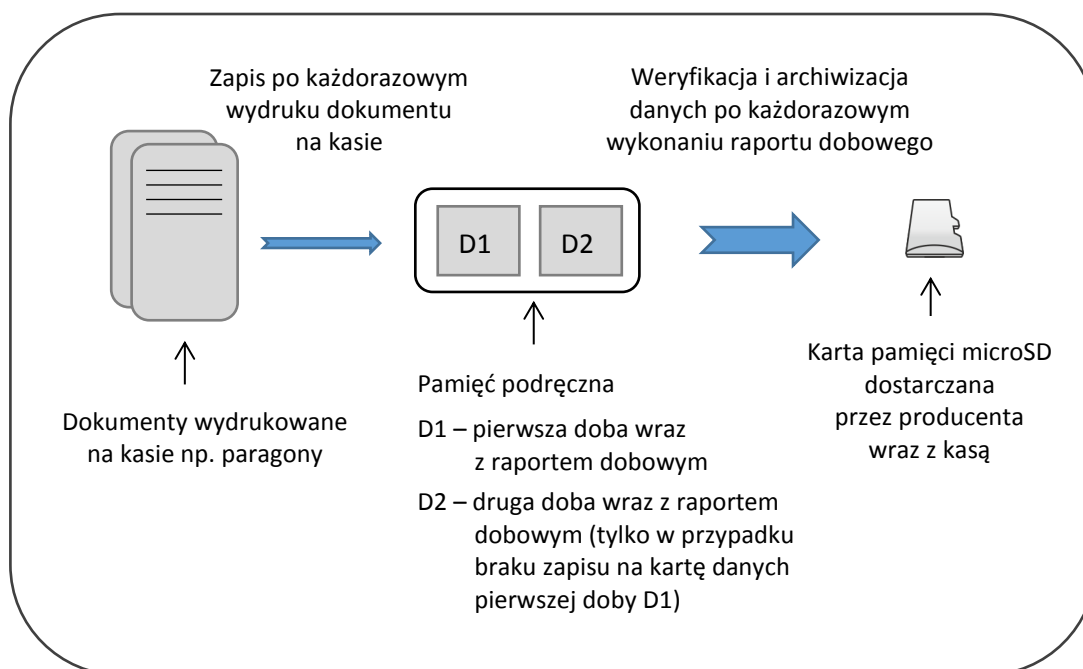 Zapis po każdorazowym
wydruku dokumentu
na kasie
Weryfikacja i archiwizacja
danych po każdorazowym
wykonaniu raportu dobowego
D1
D2
Dokumenty wydrukowane
na kasie np. paragony
Pamięć podręczna
D1 – pierwsza doba wraz
z raportem dobowym
D2 – druga doba wraz z raportem
dobowym (tylko w przypadku
braku zapisu na kartę danych
pierwszej doby D1)
Karta pamięci microSD
dostarczana
przez producenta
wraz z kasą